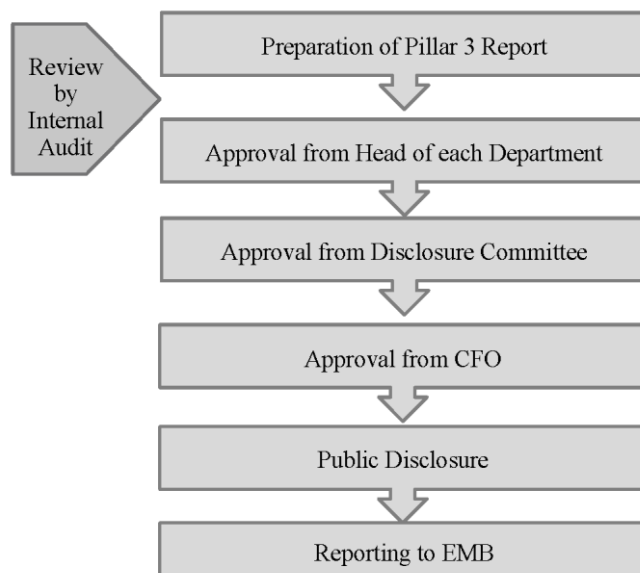 Preparation of Pillar 3 Report
Review
by
Internal
Audit
Approval from Head of each Department
Approval from Disclosure Committee
Approval from CFO
Public Disclosure
Reporting to EMB